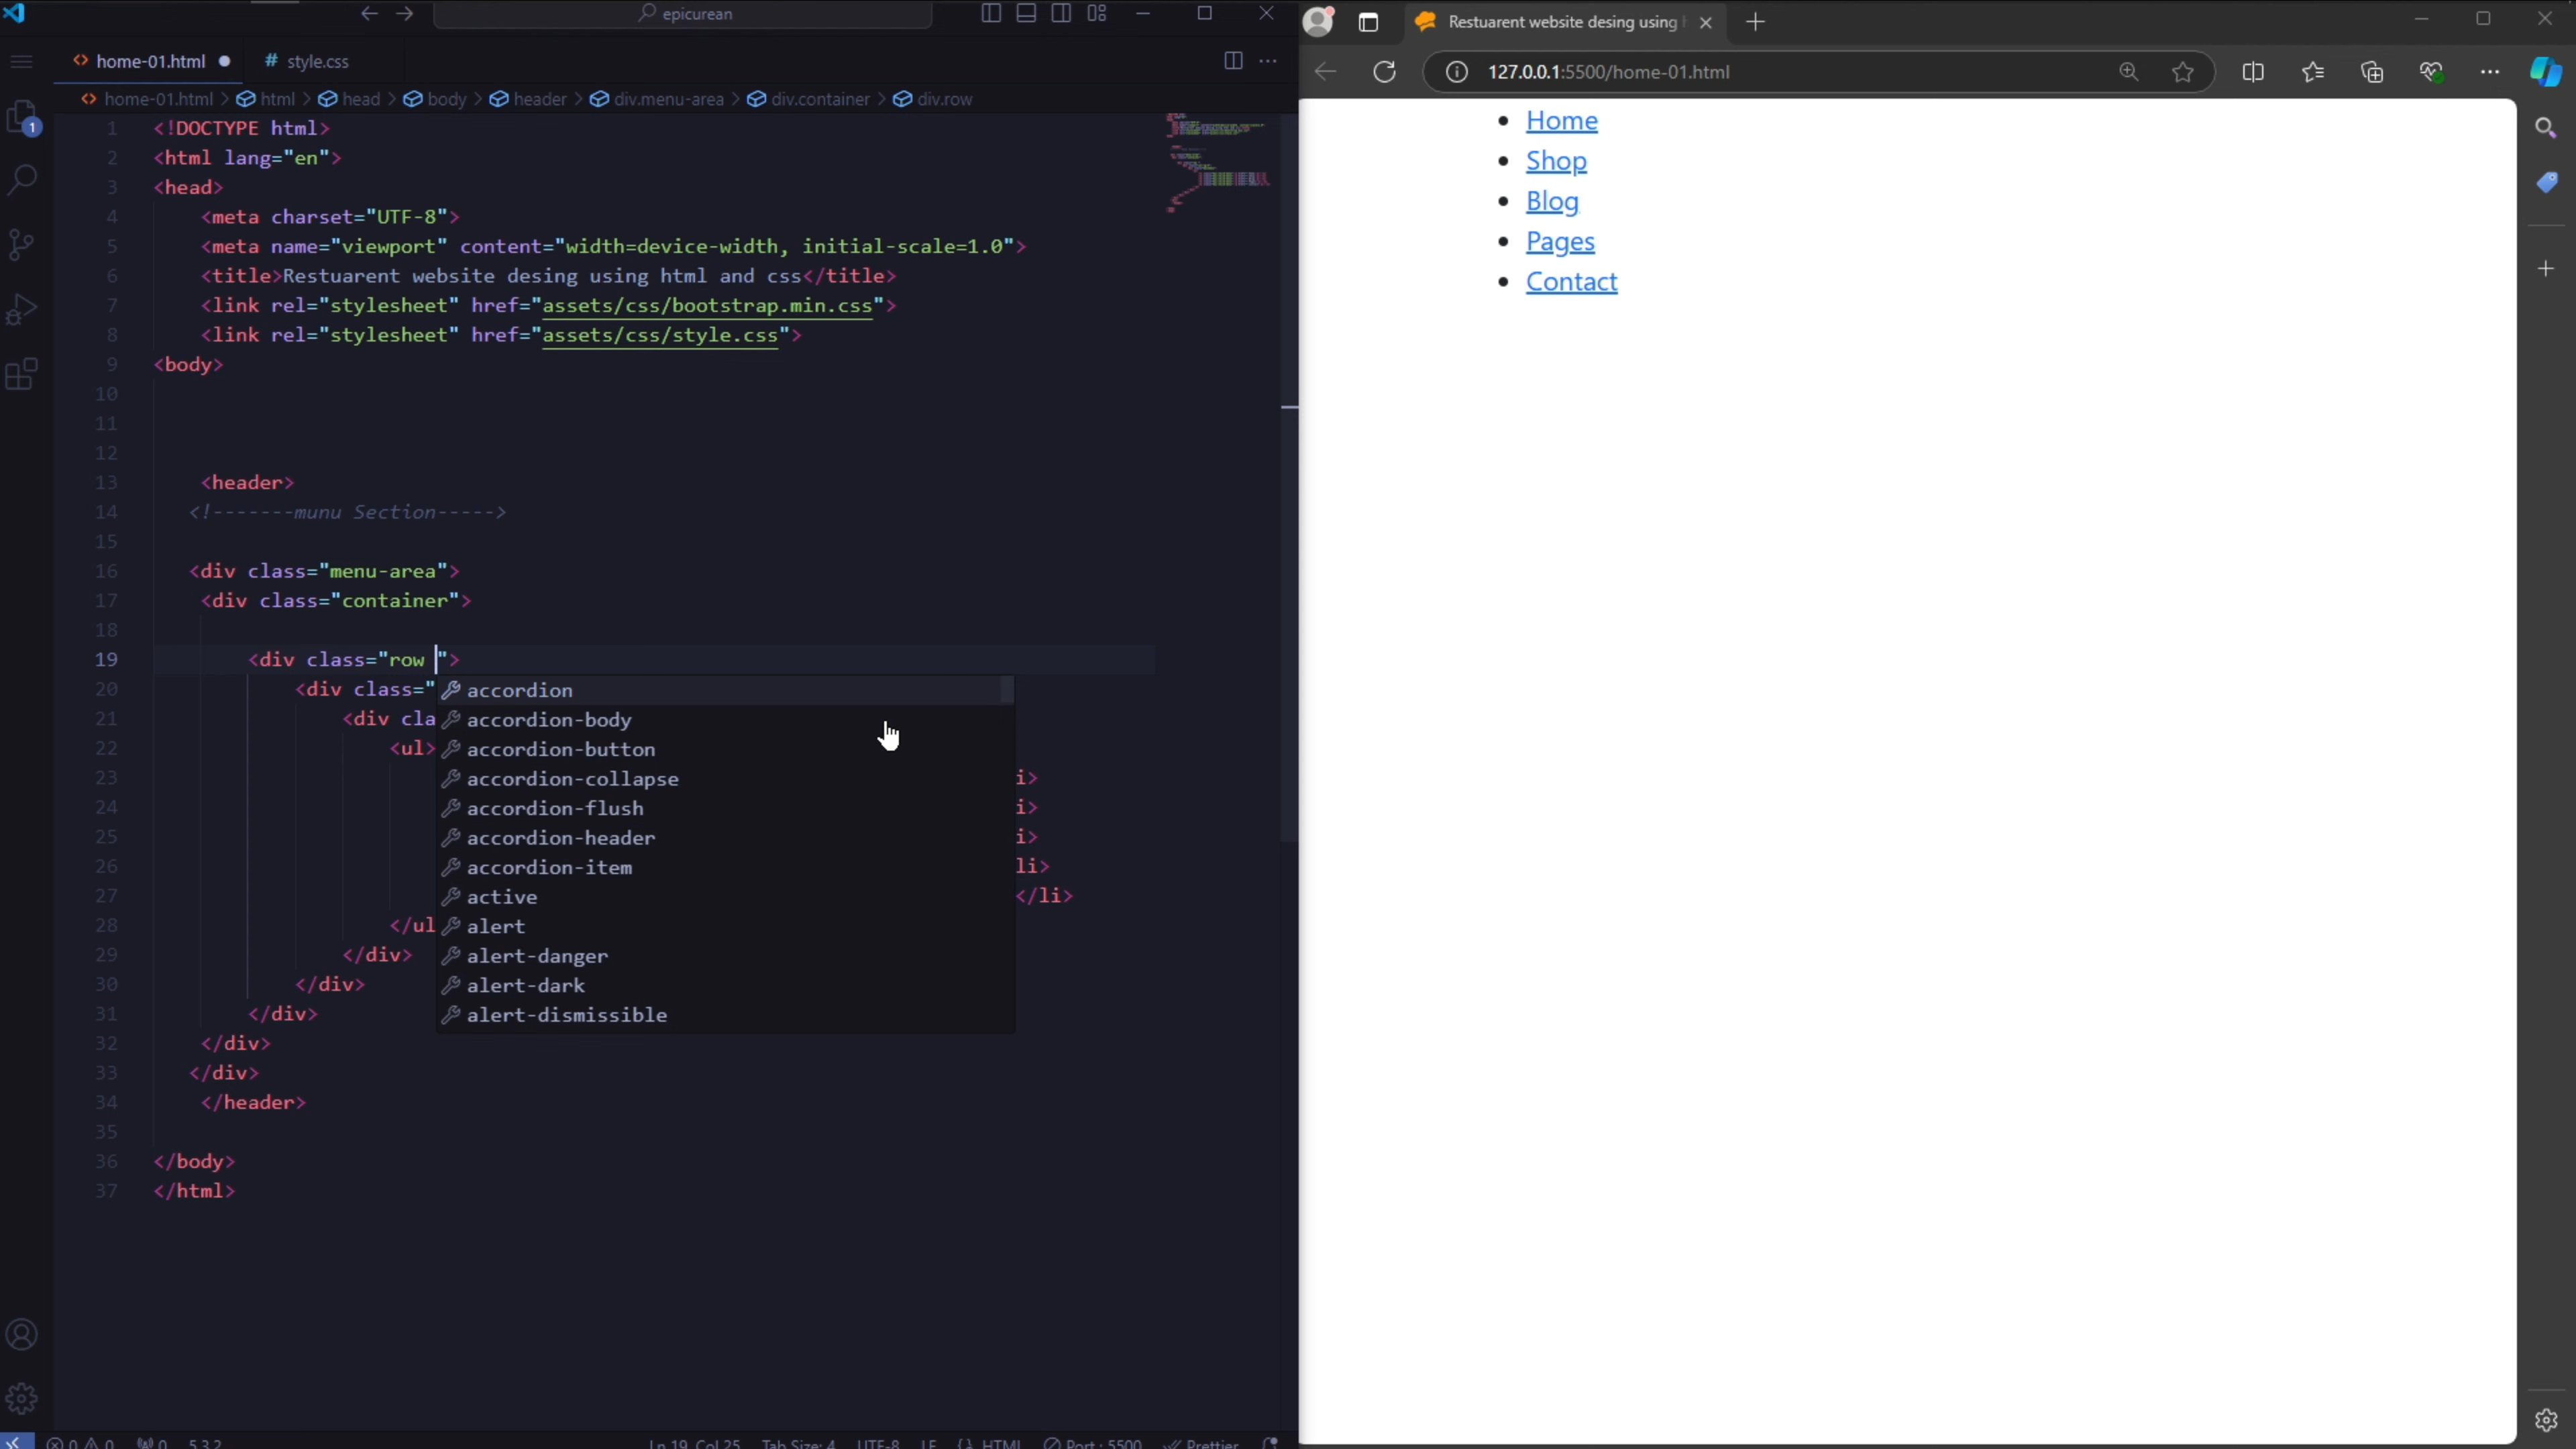 epicurean
home-01.html
# style.css
home-01.html > html > head > body > header > div.menu-area > div.container > div.row
1 <!DOCTYPE html>
2 <html lang="en">
3 <head>
4 <meta charset="UTF-8">
5 <meta name="viewport" content="width=device-width, initial-scale=1.0">
6 <title>Restuarent website desing using html and css</title>
7 <link rel="stylesheet" href="assets/css/bootstrap.min.css">
8 <link rel="stylesheet" href="assets/css/style.css">
9 <body>
10
11
12
13 <header>
14 <!-------munu Section----->
15
16 <div class="menu-area">
17 <div class="container">
18
19 <div class="row ">
20 <div class="
21 <div cla
22 <ul>
23 i>
24 i>
25 i>
26 li>
27 </li>
28 </ul
29 </div>
30 </div>
31 </div>
32 </div>
33 </div>
34 </header>
35
36 </body>
37 </html>
accordion
accordion-body
accordion-button
accordion-collapse
accordion-flush
accordion-header
accordion-item
active
alert
alert-danger
alert-dark
alert-dismissible
1
0 0 0 5.3.2 Ln 19, Col 25 Tab Size: 4 UTF-8 LF {} HTML Port : 5500 Prettier
Restuarent website desing using
127.0.0.1:5500/home-01.html
Home
Shop
Blog
Pages
Contact